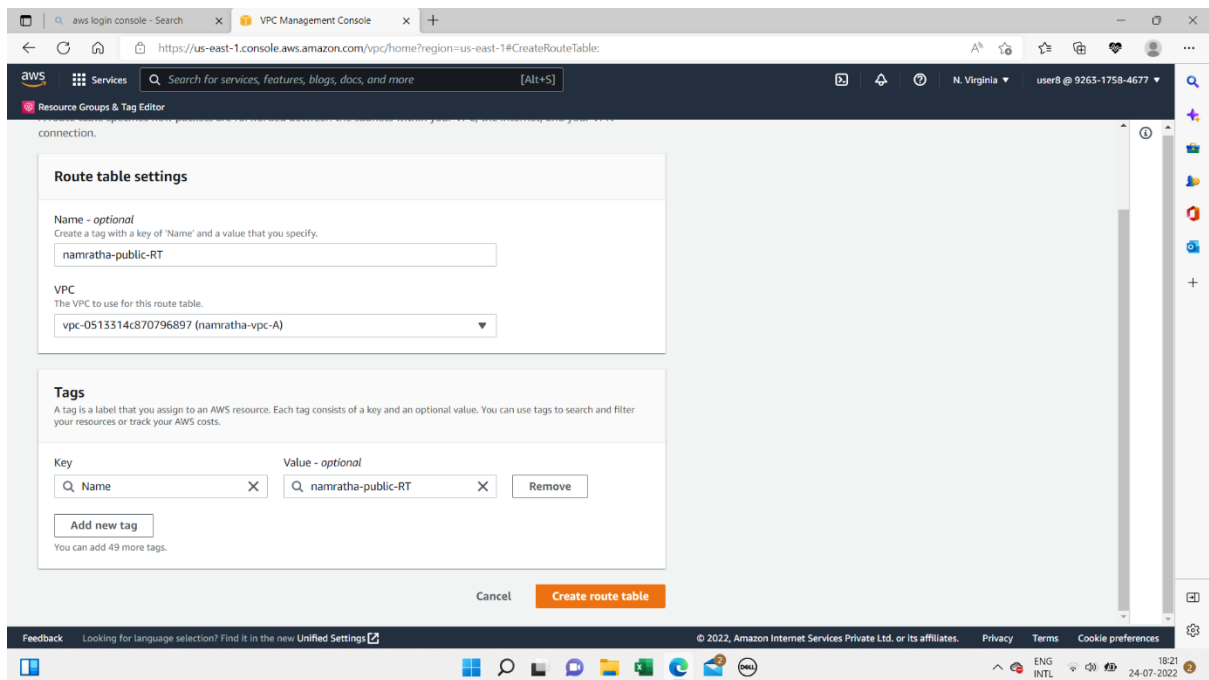 aws login console - Search
VPC Management Console
https://us-east-1.console.aws.amazon.com/vpc/home?region=us-east-1#CreateRouteTable:
aws
Services
Search for services, features, blogs, docs, and more
[Alt+S]
N. Virginia
user8 @ 9263-1758-4677
Resource Groups & Tag Editor
connection.
Route table settings
Name - optional
Create a tag with a key of 'Name' and a value that you specify.
namratha-public-RT
VPC
The VPC to use for this route table.
vpc-0513314c870796897 (namratha-vpc-A)
Tags
A tag is a label that you assign to an AWS resource. Each tag consists of a key and an optional value. You can use tags to search and filter
your resources or track your AWS costs.
Key
Value - optional
Name
namratha-public-RT
Remove
Add new tag
You can add 49 more tags.
Cancel
Create route table
Feedback
Looking for language selection? Find it in the new Unified Settings
© 2022, Amazon Internet Services Private Ltd. or its affiliates.
Privacy
Terms
Cookie preferences
ENG
INTL
18:21
24-07-2022
2
2
DELL